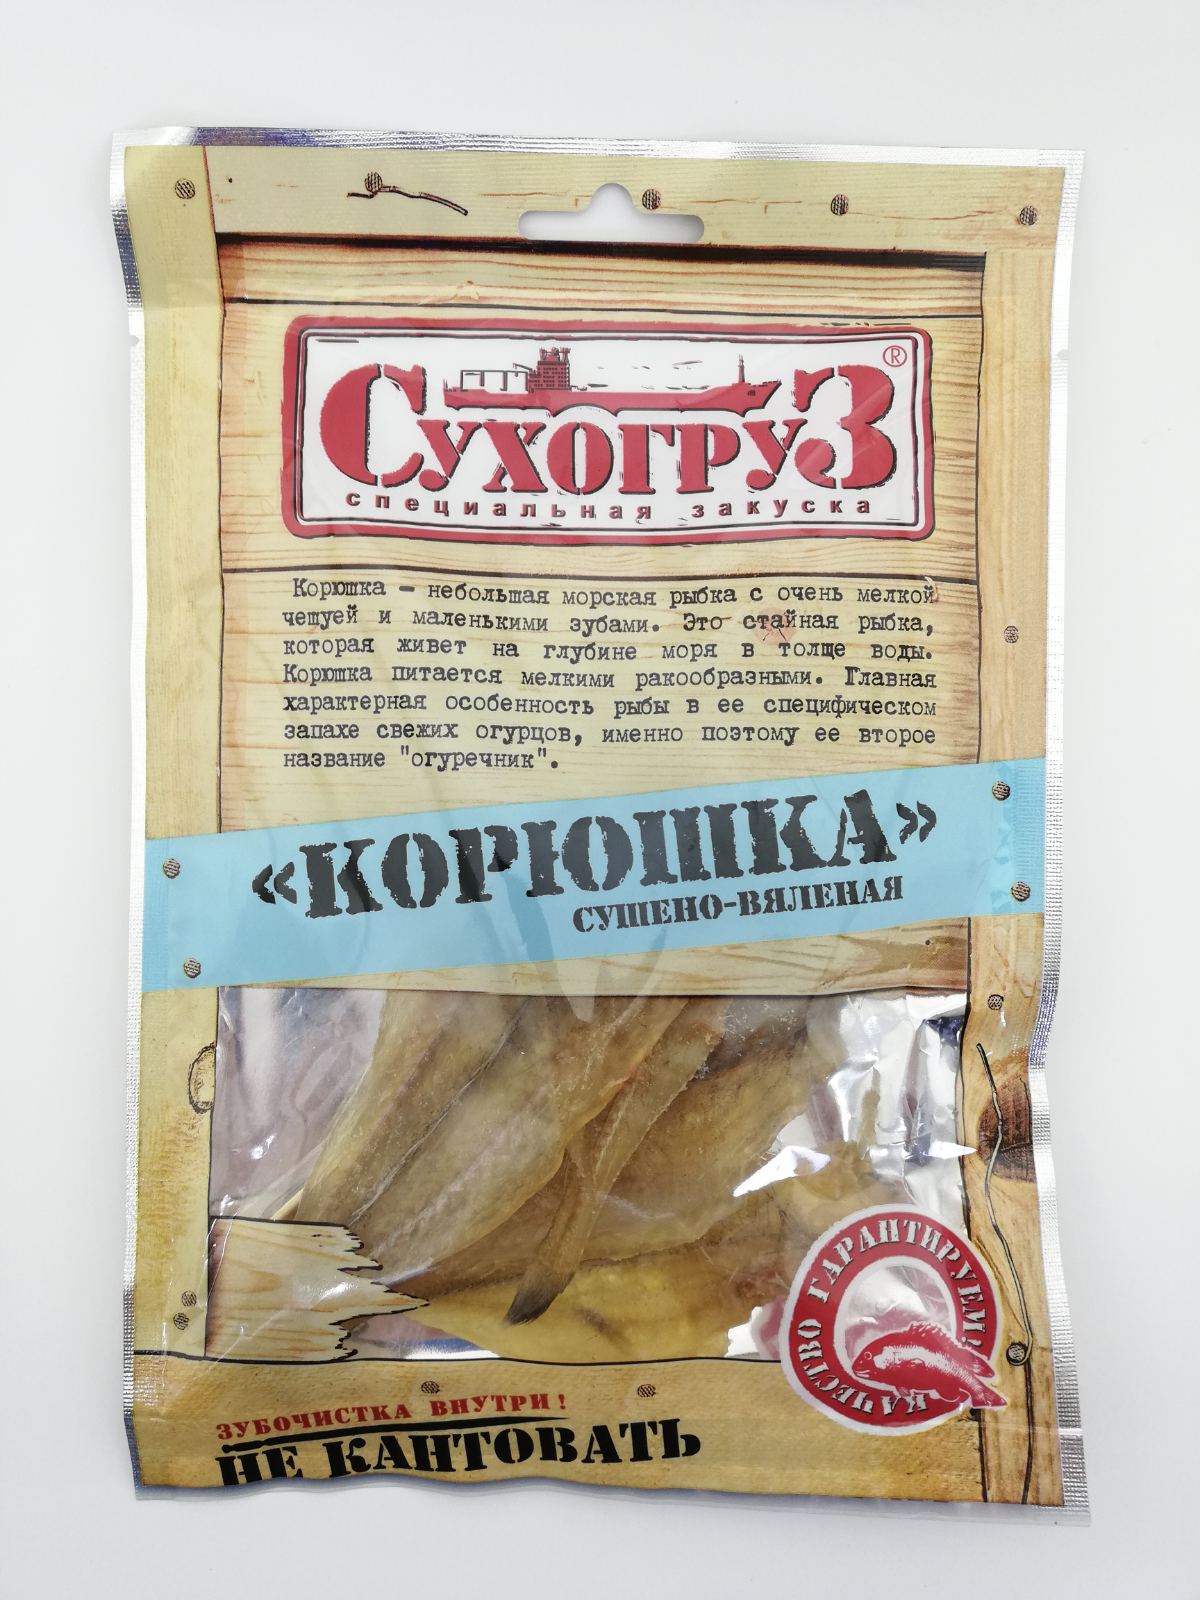 СухогруЗ ®
специальная закуска
Корюшка – небольшая морская рыбка с очень мелкой
чешуей и маленькими зубами. Это стайная рыбка,
которая живет на глубине моря в толще воды.
Корюшка питается мелкими ракообразными. Главная
характерная особенность рыбы в ее специфическом
запахе свежих огурцов, именно поэтому ее второе
название "огуречник".
«КОРЮШКА»
СУШЕНО-ВЯЛЕНАЯ
КАЧЕСТВО ГАРАНТИРУЕМ!
ЗУБОЧИСТКА ВНУТРИ!
НЕ КАНТОВАТЬ